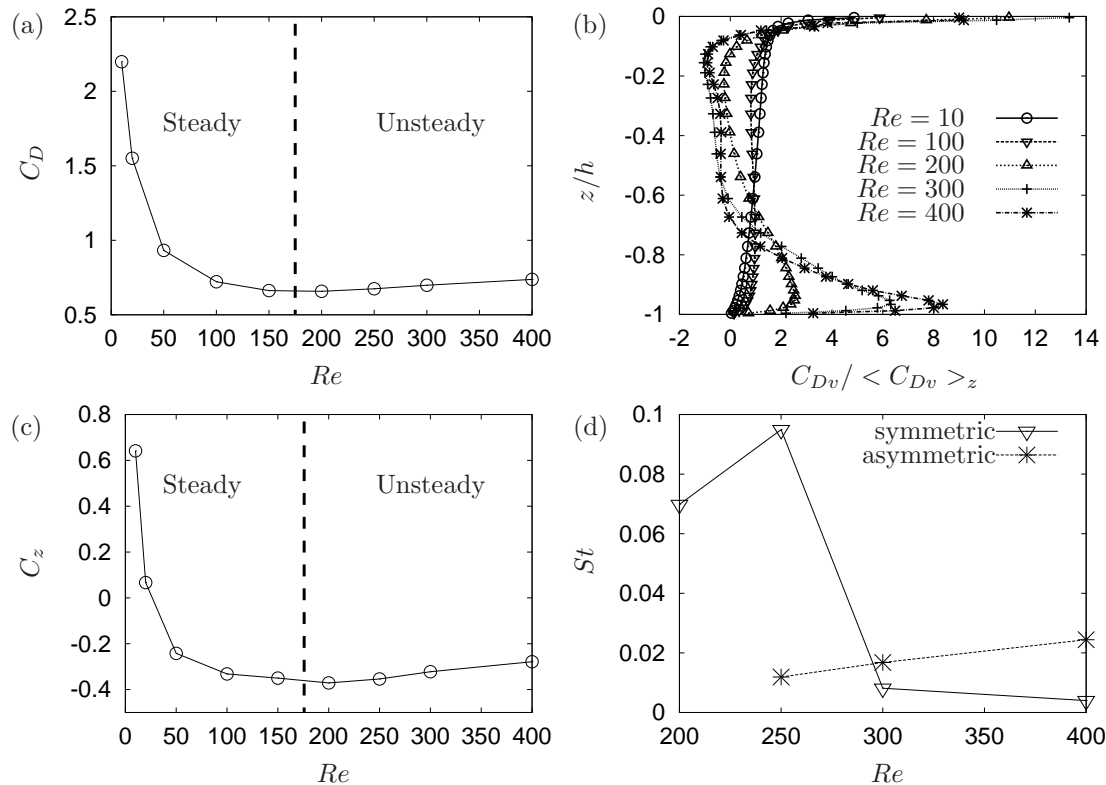 (a)
2.5
2
1.5
1
0.5
C_D
Steady
Unsteady
0 50 100 150 200 250 300 350 400
Re
(b)
0
-0.2
-0.4
-0.6
-0.8
-1
z/h
Re = 10
Re = 100
Re = 200
Re = 300
Re = 400
-2 0 2 4 6 8 10 12 14
C_{Dv}/ < C_{Dv} >_z
(c)
0.8
0.6
0.4
0.2
0
-0.2
-0.4
C_z
Steady
Unsteady
0 50 100 150 200 250 300 350 400
Re
(d)
0.1
0.08
0.06
0.04
0.02
0
St
symmetric
asymmetric
200 250 300 350 400
Re